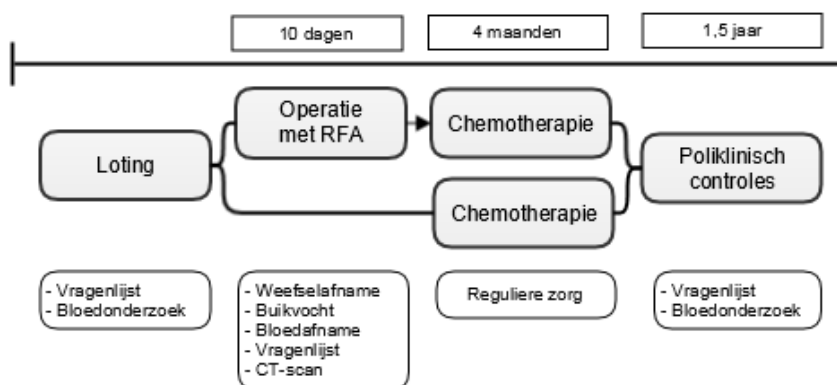 10 dagen
4 maanden
1,5 jaar
Operatie
met RFA
Chemotherapie
Loting
Poliklinisch
controles
Chemotherapie
- Vragenlijst
- Bloedonderzoek
- Weefselafname
- Buikvocht
- Bloedafname
- Vragenlijst
- CT-scan
Reguliere zorg
- Vragenlijst
- Bloedonderzoek